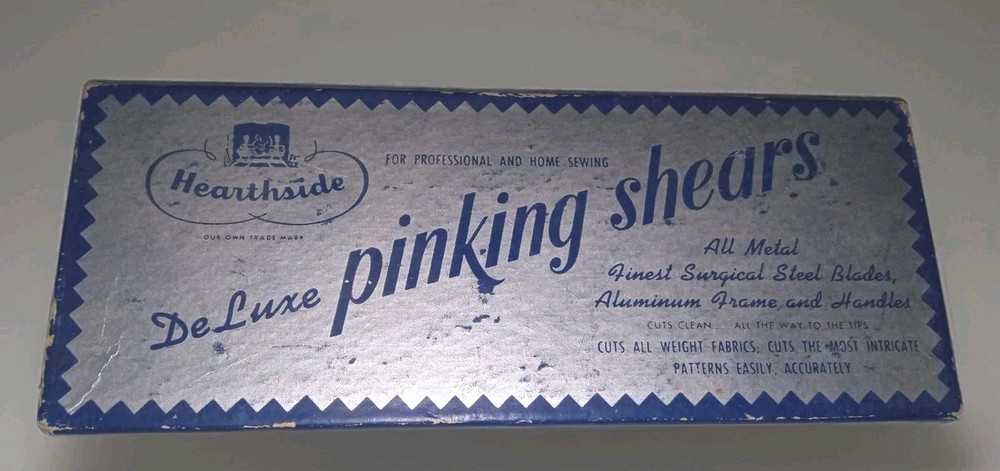 Hearthside
OUR OWN TRADE MARK
FOR PROFESSIONAL AND HOME SEWING
DeLuxe pinking shears
All Metal
Finest Surgical Steel Blades,
Aluminum Frame and Handles
CUTS CLEAN... ALL THE WAY TO THE TIPS
CUTS ALL WEIGHT FABRICS; CUTS THE MOST INTRICATE
PATTERNS EASILY, ACCURATELY